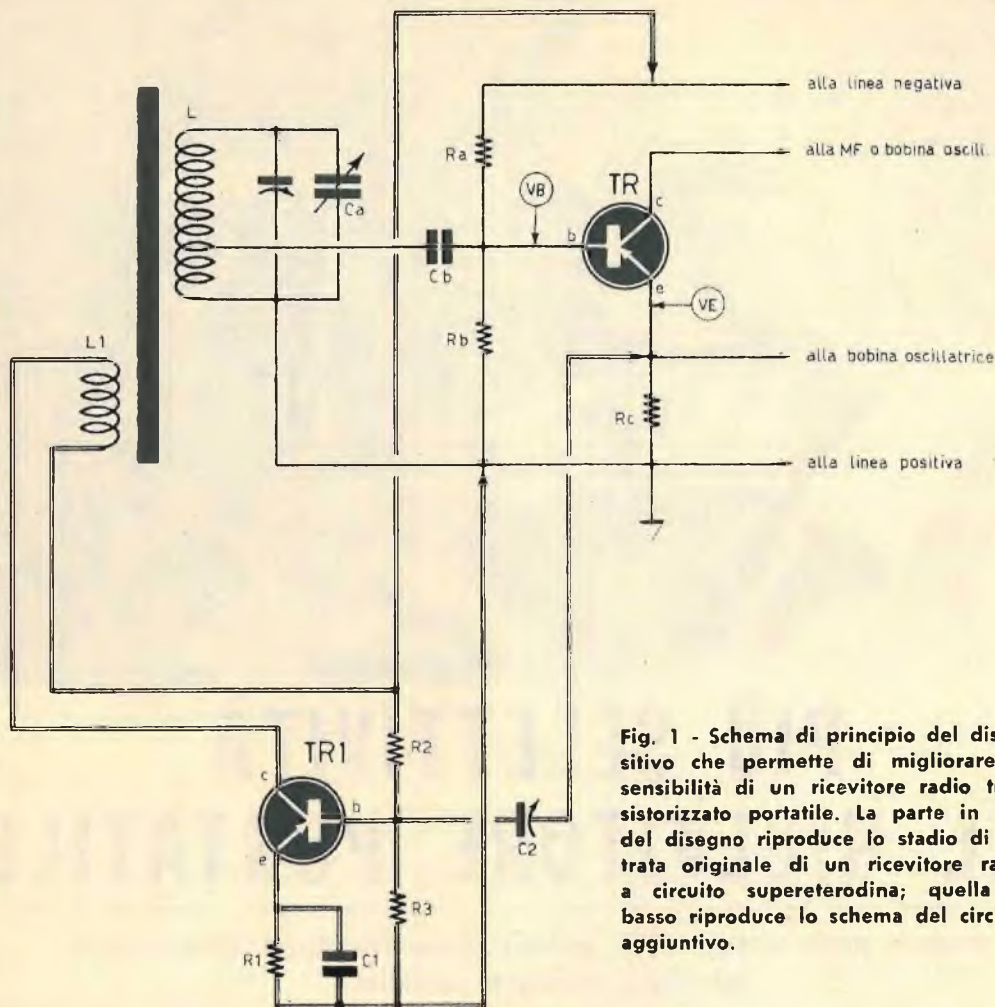 L
Ca
Ra
TR
VB
b
c
e
VE
Cb
Rb
Rc
L1
alla linea negativa
alla MF o bobina oscill.
alla bobina oscillatrice
alla linea positiva
TR1
c
b
e
R2
C2
R3
R1
C1
Fig. 1 - Schema di principio del dis
sitivo che permette di migliorare
sensibilità di un ricevitore radio t
sistorizzato portatile. La parte in
del disegno riproduce lo stadio di
trata originale di un ricevitore ra
a circuito supereterodina; quella
basso riproduce lo schema del circ
aggiuntivo.